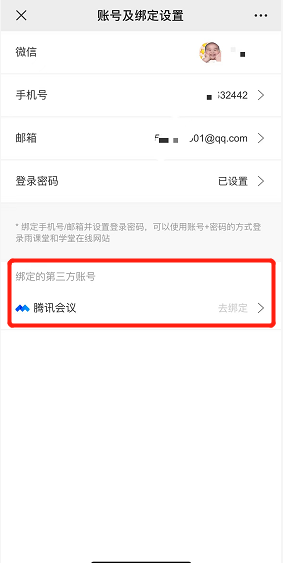 账号及绑定设置
微信
手机号 32442
邮箱 01@qq.com
登录密码 已设置
* 绑定手机号/邮箱并设置登录密码，可以使用账号+密码的方式登
录雨课堂和学堂在线网站
绑定的第三方账号
腾讯会议 去绑定